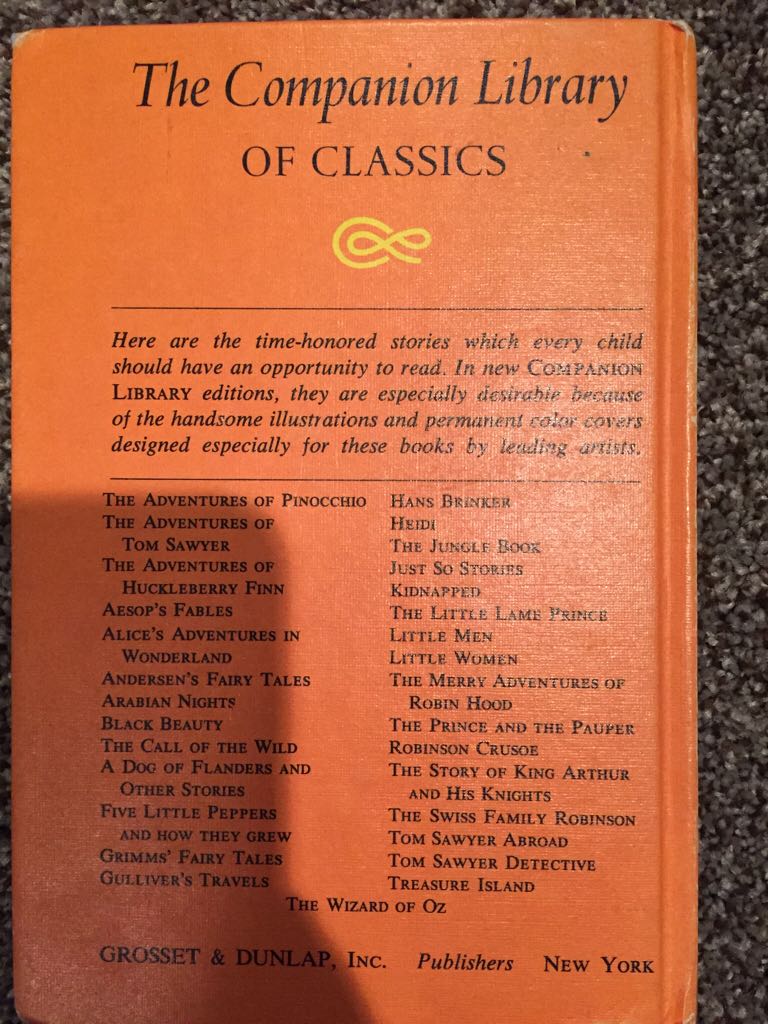 The Companion Library
OF CLASSICS
Here are the time-honored stories which every child
should have an opportunity to read. In new COMPANION
LIBRARY editions, they are especially desirable because
of the handsome illustrations and permanent color covers
designed especially for these books by leading artists.
THE ADVENTURES OF PINOCCHIO
THE ADVENTURES OF
TOM SAWYER
THE ADVENTURES OF
HUCKLEBERRY FINN
AESOP'S FABLES
ALICE'S ADVENTURES IN
WONDERLAND
ANDERSEN'S FAIRY TALES
ARABIAN NIGHTS
BLACK BEAUTY
THE CALL OF THE WILD
A DOG OF FLANDERS AND
OTHER STORIES
FIVE LITTLE PEPPERS
AND HOW THEY GREW
GRIMMS' FAIRY TALES
GULLIVER'S TRAVELS
HANS BRINKER
HEIDI
THE JUNGLE BOOK
JUST SO STORIES
KIDNAPPED
THE LITTLE LAME PRINCE
LITTLE MEN
LITTLE WOMEN
THE MERRY ADVENTURES OF
ROBIN HOOD
THE PRINCE AND THE PAUPER
ROBINSON CRUSOE
THE STORY OF KING ARTHUR
AND HIS KNIGHTS
THE SWISS FAMILY ROBINSON
TOM SAWYER ABROAD
TOM SAWYER DETECTIVE
TREASURE ISLAND
THE WIZARD OF OZ
GROSSET & DUNLAP, INC. Publishers NEW YORK